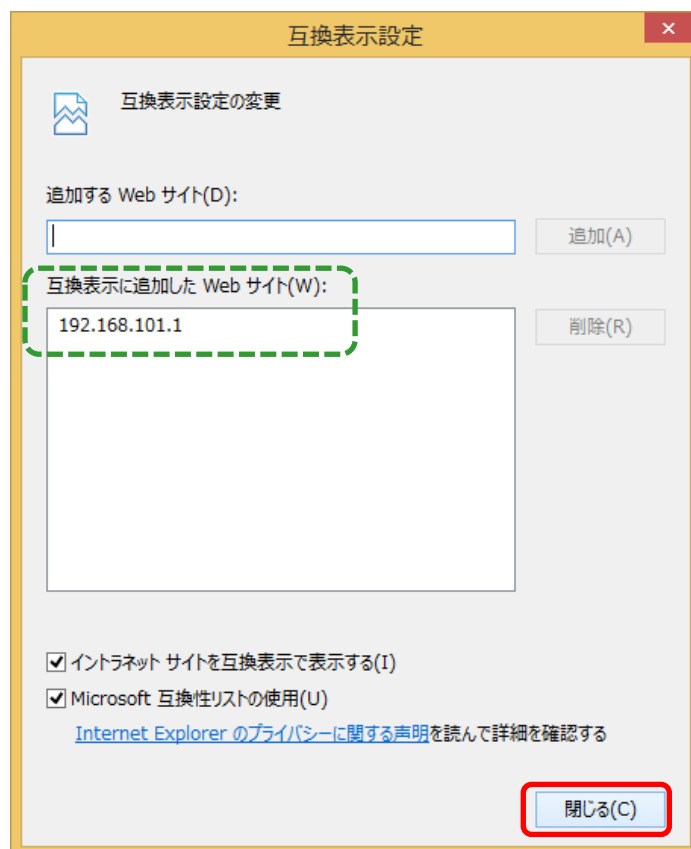 互換表示設定
互換表示設定の変更
追加する Web サイト(D):
追加(A)
互換表示に追加した Web サイト(W):
192.168.101.1
削除(R)
イントラネット サイトを互換表示で表示する(I)
Microsoft 互換性リストの使用(U)
Internet Explorer のプライバシーに関する声明を読んで詳細を確認する
閉じる(C)